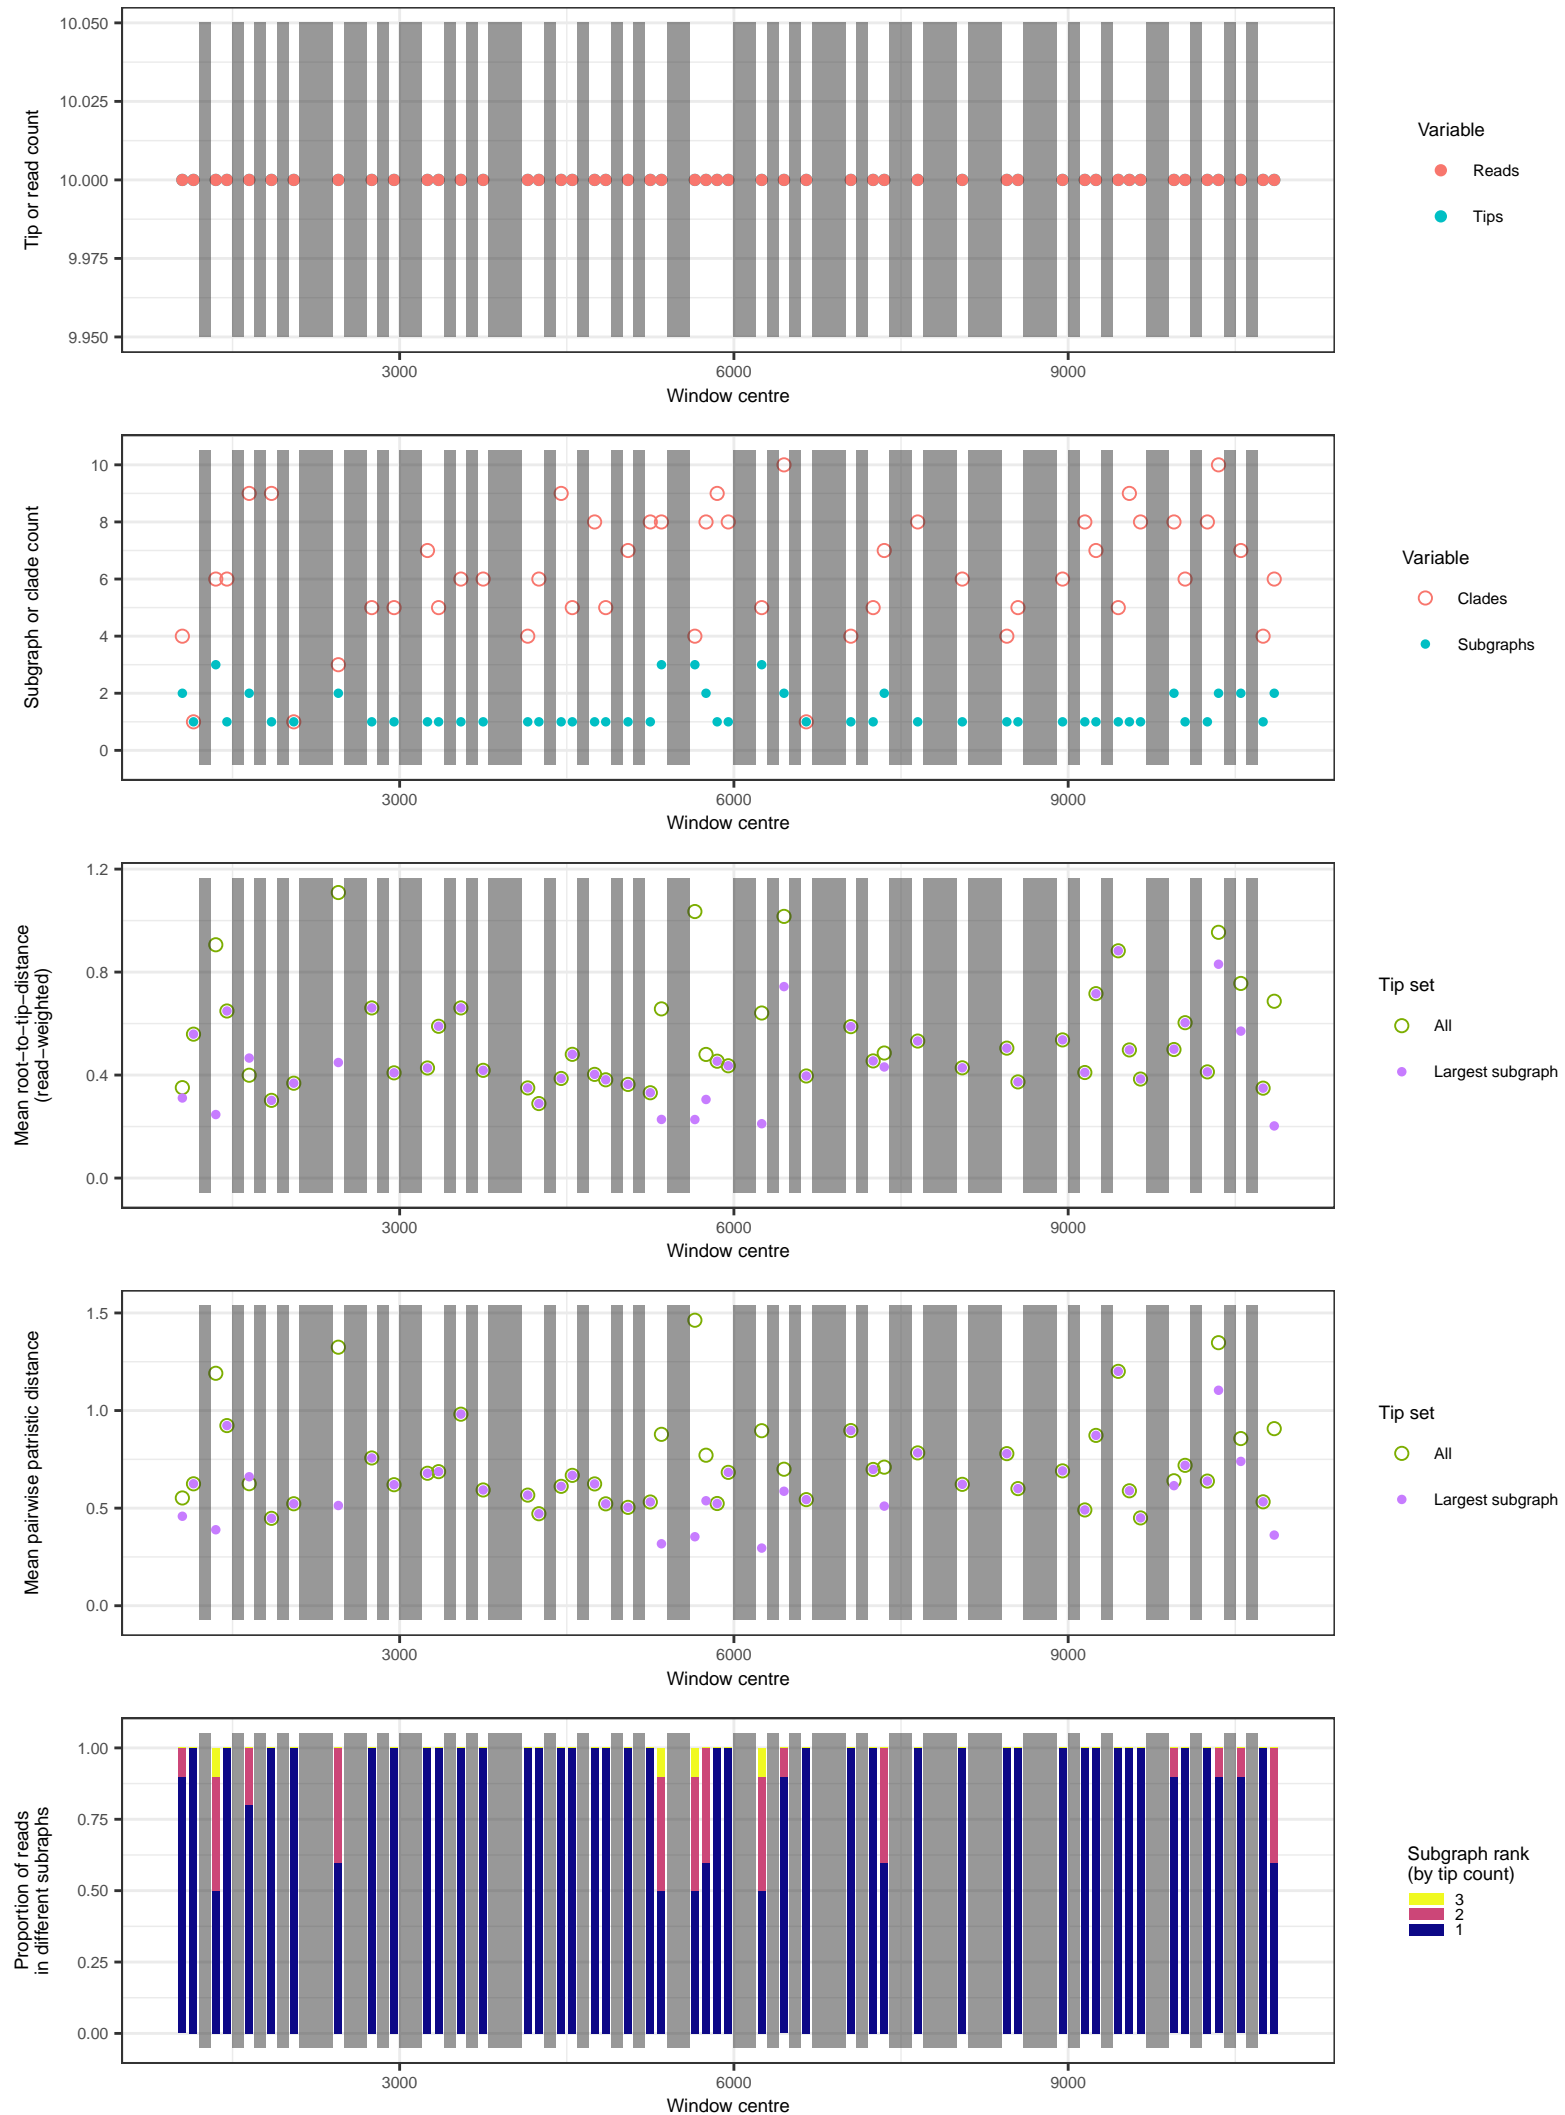 10.050
10.025
10.000
9.975
9.950
Tip or read count
3000
6000
9000
Window centre
Variable
Reads
Tips
10
8
6
4
2
0
Subgraph or clade count
3000
6000
9000
Window centre
Variable
Clades
Subgraphs
1.2
0.8
0.4
0.0
Mean root−to−tip−distance
(read−weighted)
3000
6000
9000
Window centre
Tip set
All
Largest subgraph
1.5
1.0
0.5
0.0
Mean pairwise patristic distance
3000
6000
9000
Window centre
Tip set
All
Largest subgraph
1.00
0.75
0.50
0.25
0.00
Proportion of reads
in different subraphs
3000
6000
9000
Window centre
Subgraph rank
(by tip count)
3
2
1